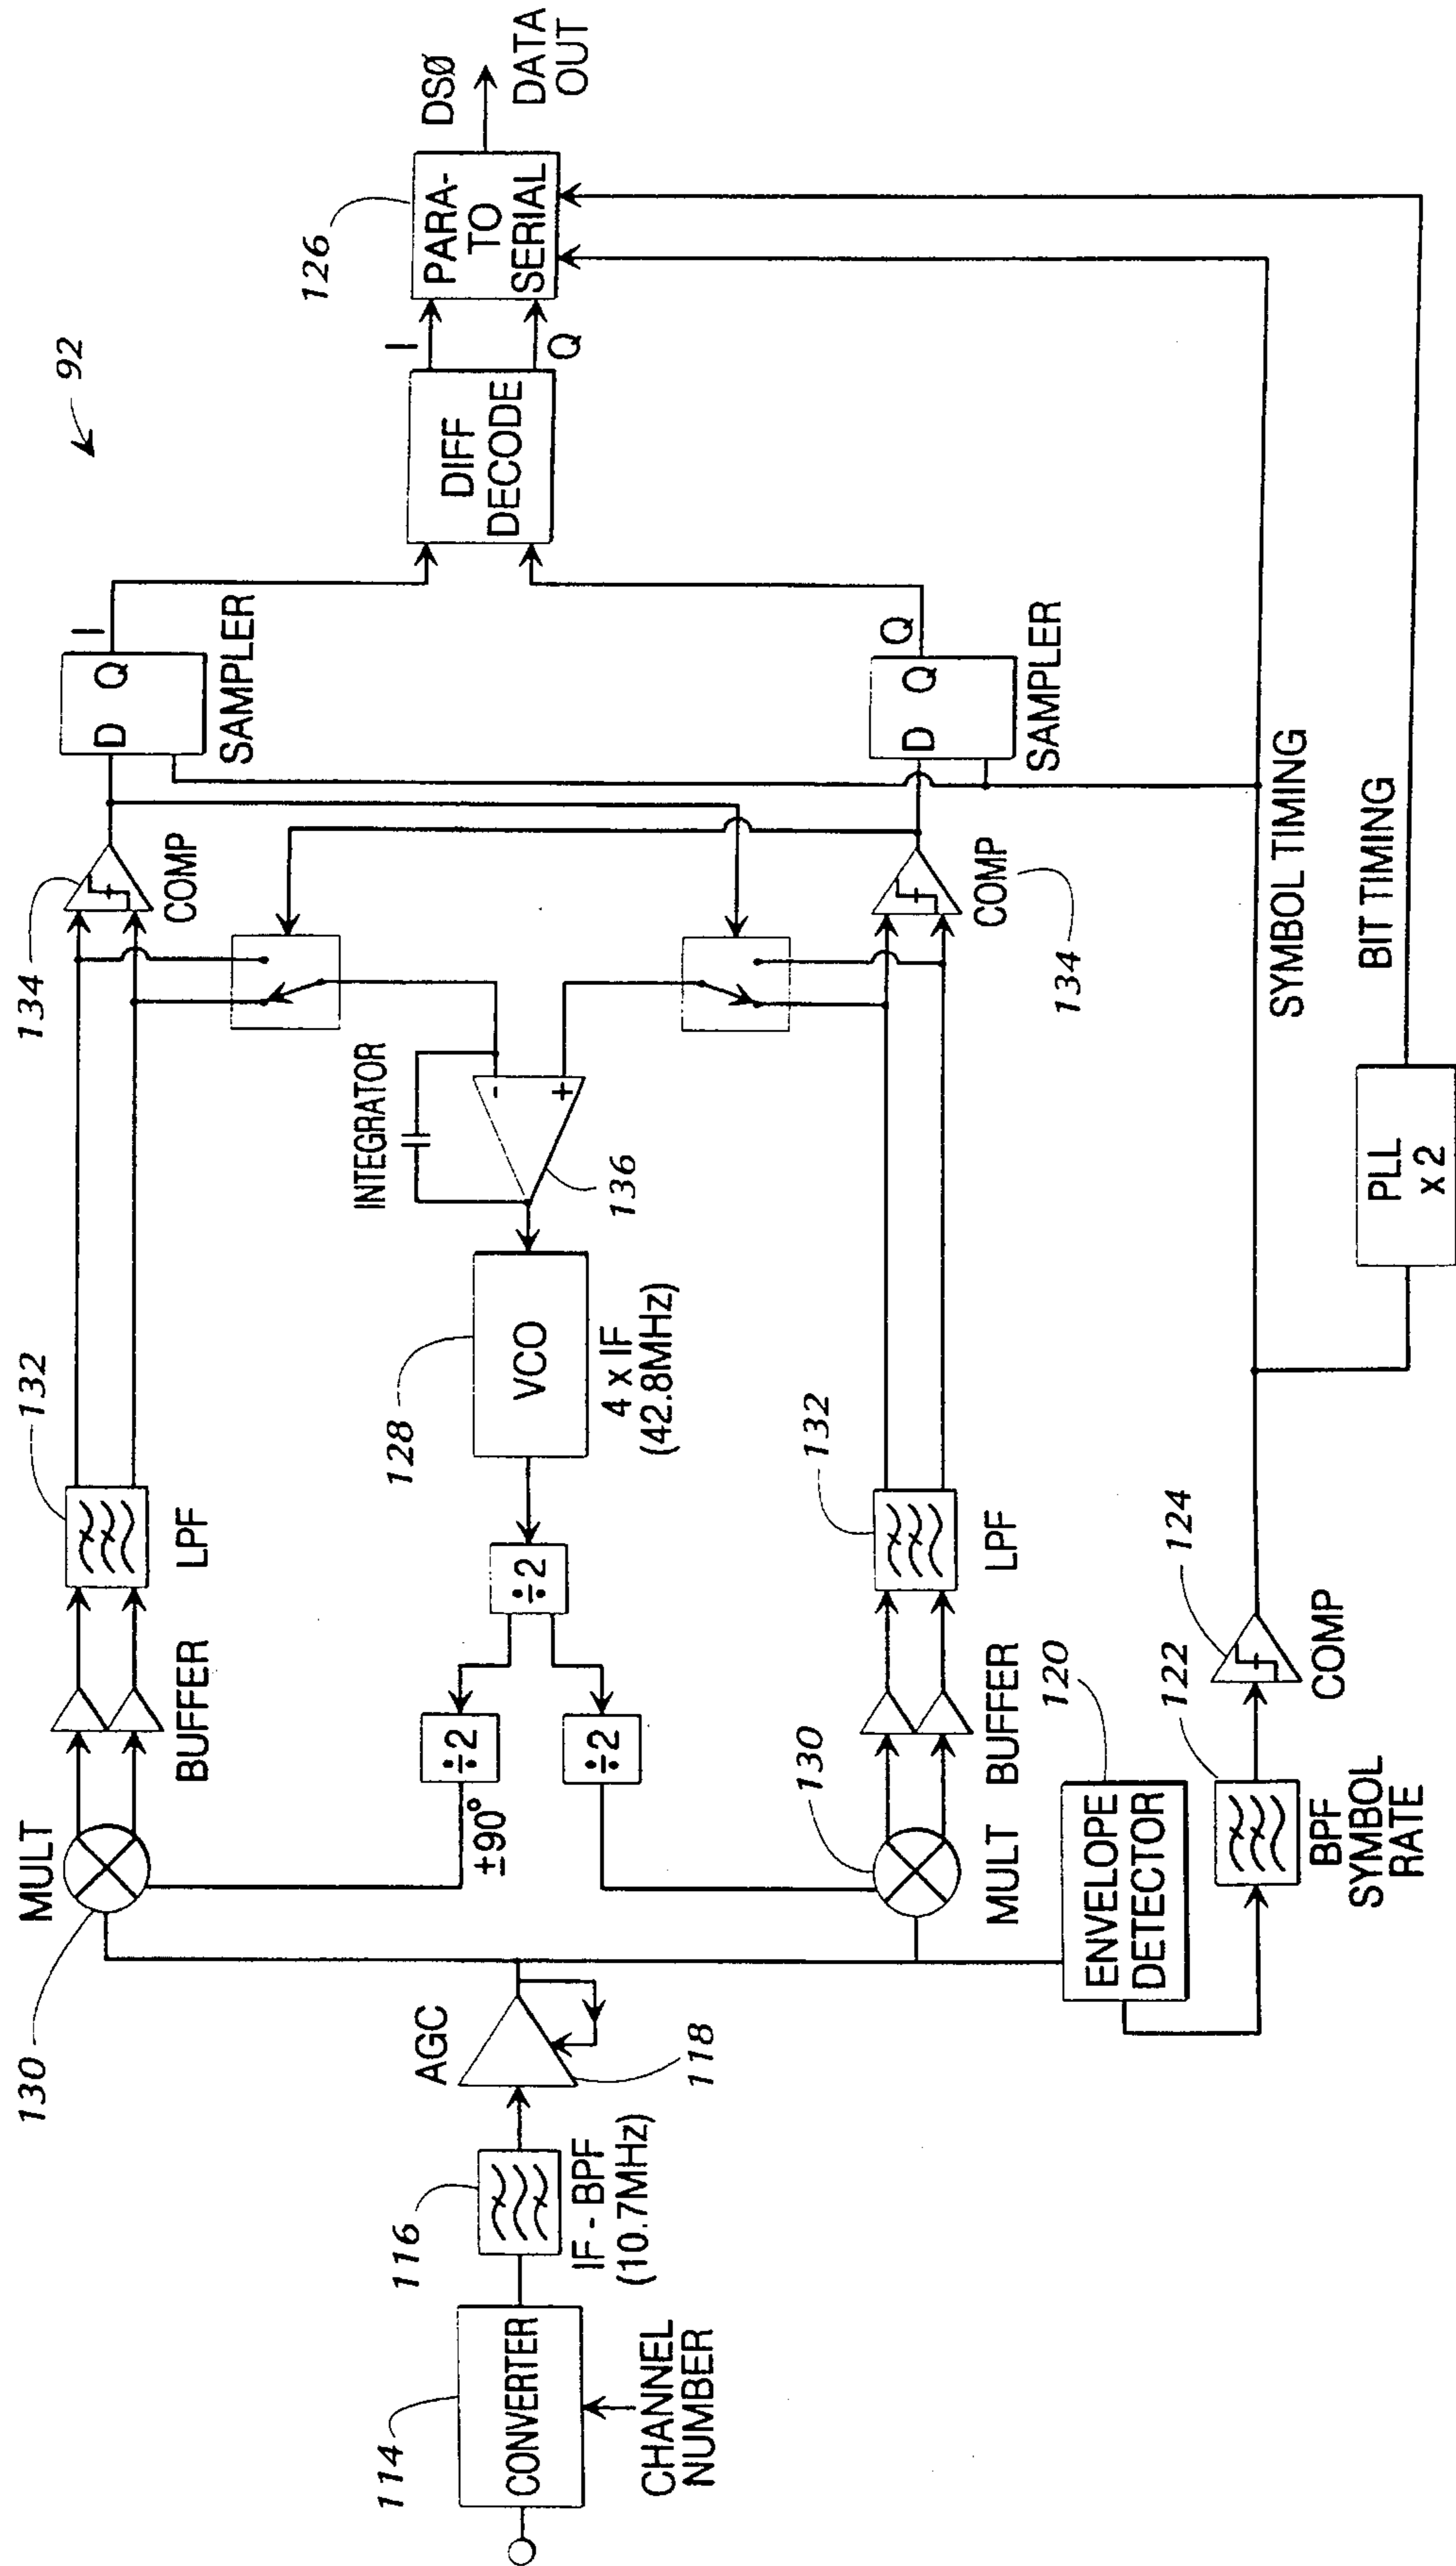 92
130
MULT
BUFFER
132
LPF
134
COMP
D Q
I
SAMPLER
114
CONVERTER
CHANNEL
NUMBER
116
IF - BPF
(10.7MHz)
AGC
118
±90°
÷2
÷2
÷2
128
VCO
4 x IF
(42.8MHz)
INTEGRATOR
-
+
136
DIFF
DECODE
I
Q
126
PARA-
TO
SERIAL
DSØ
DATA
OUT
130
MULT
BUFFER
132
LPF
COMP
134
D Q
Q
SAMPLER
120
ENVELOPE
DETECTOR
122
BPF
SYMBOL
RATE
124
COMP
SYMBOL TIMING
PLL
x 2
BIT TIMING